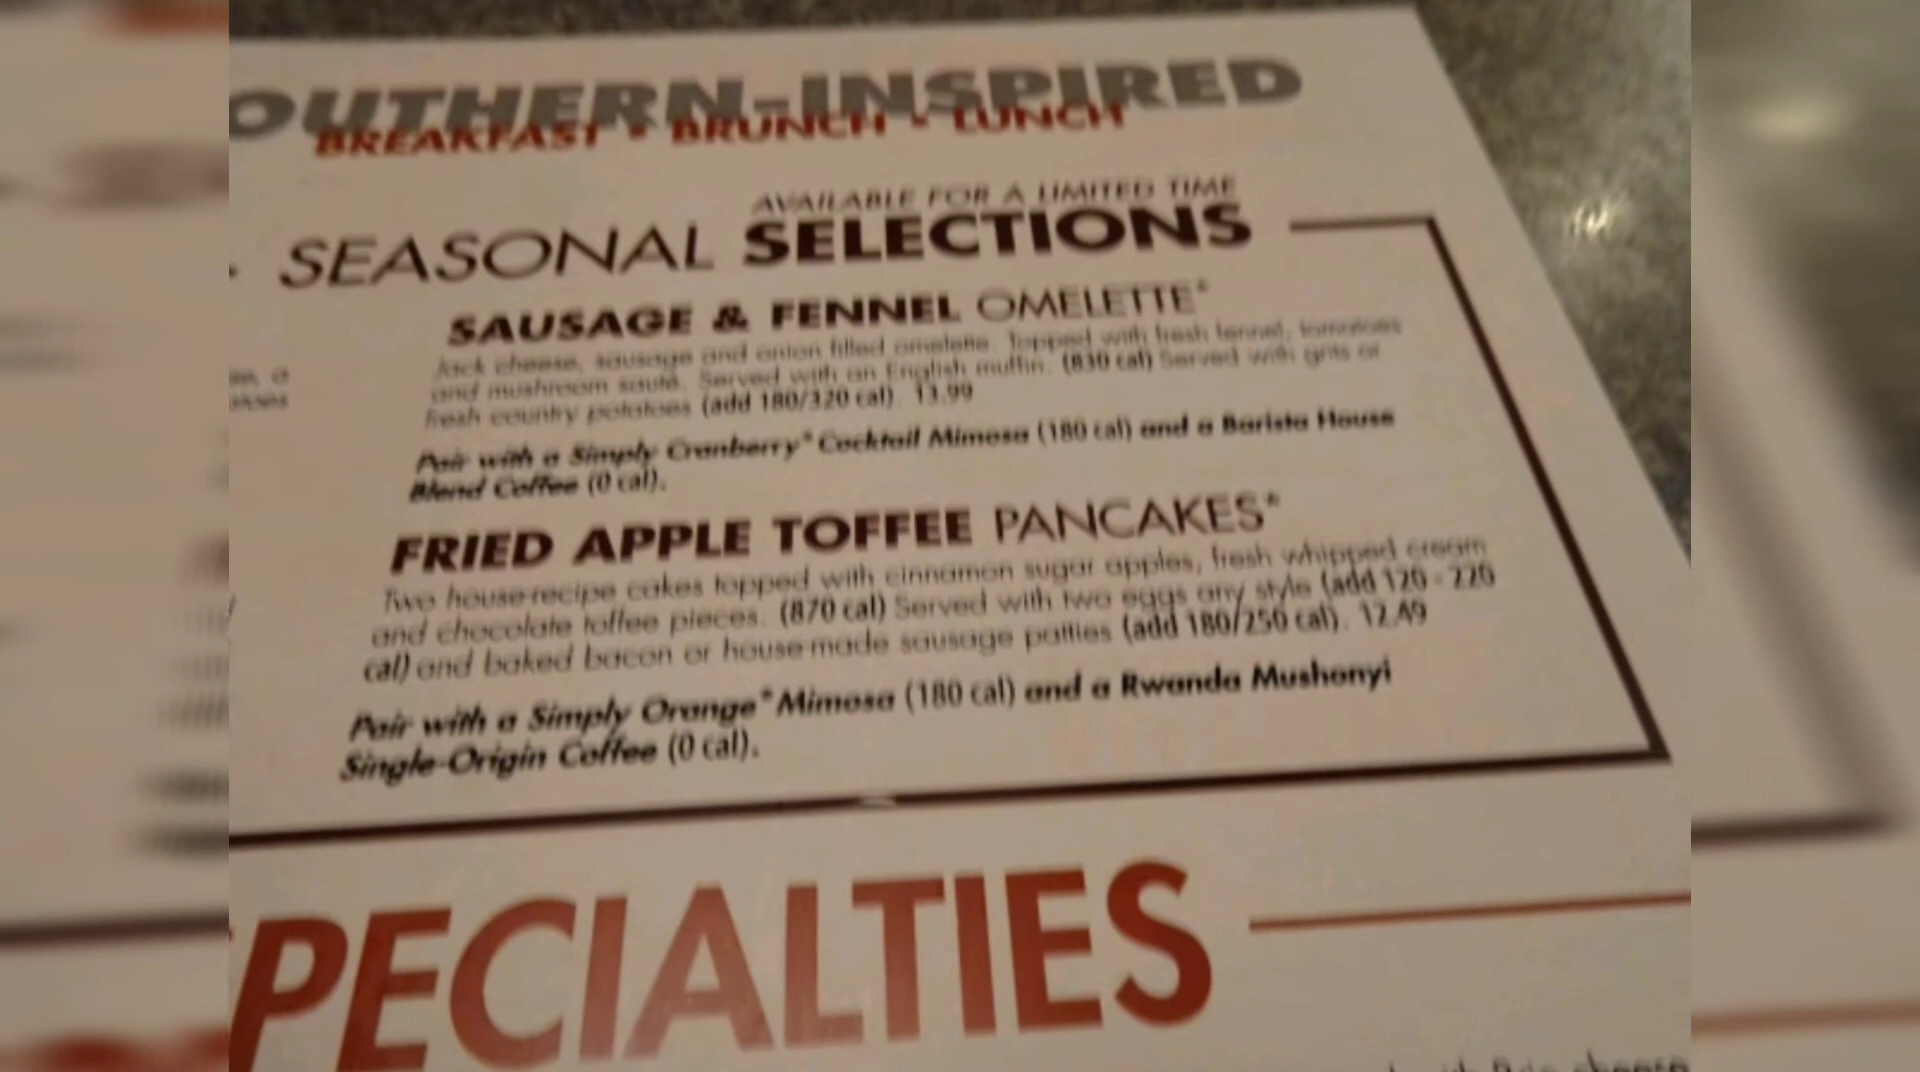 OUTHERN-INSPIRED
BREAKFAST • BRUNCH • LUNCH
AVAILABLE FOR A LIMITED TIME
SEASONAL SELECTIONS
SAUSAGE & FENNEL OMELETTE*
Jack cheese, sausage and onion filled omelette. Topped with fresh fennel, tomatoes
and mushroom sauté. Served with an English muffin. (830 cal) Served with grits or
fresh country potatoes (add 180/320 cal). 13.99
Pair with a Simply Cranberry® Cocktail Mimosa (180 cal) and a Barista House
Blend Coffee (0 cal).
FRIED APPLE TOFFEE PANCAKES*
Two house-recipe cakes topped with cinnamon sugar apples, fresh whipped cream
and chocolate toffee pieces. (870 cal) Served with two eggs any style (add 120 - 220
cal) and baked bacon or house-made sausage patties (add 180/250 cal). 12.49
Pair with a Simply Orange® Mimosa (180 cal) and a Rwanda Mushonyi
Single-Origin Coffee (0 cal).
PECIALTIES